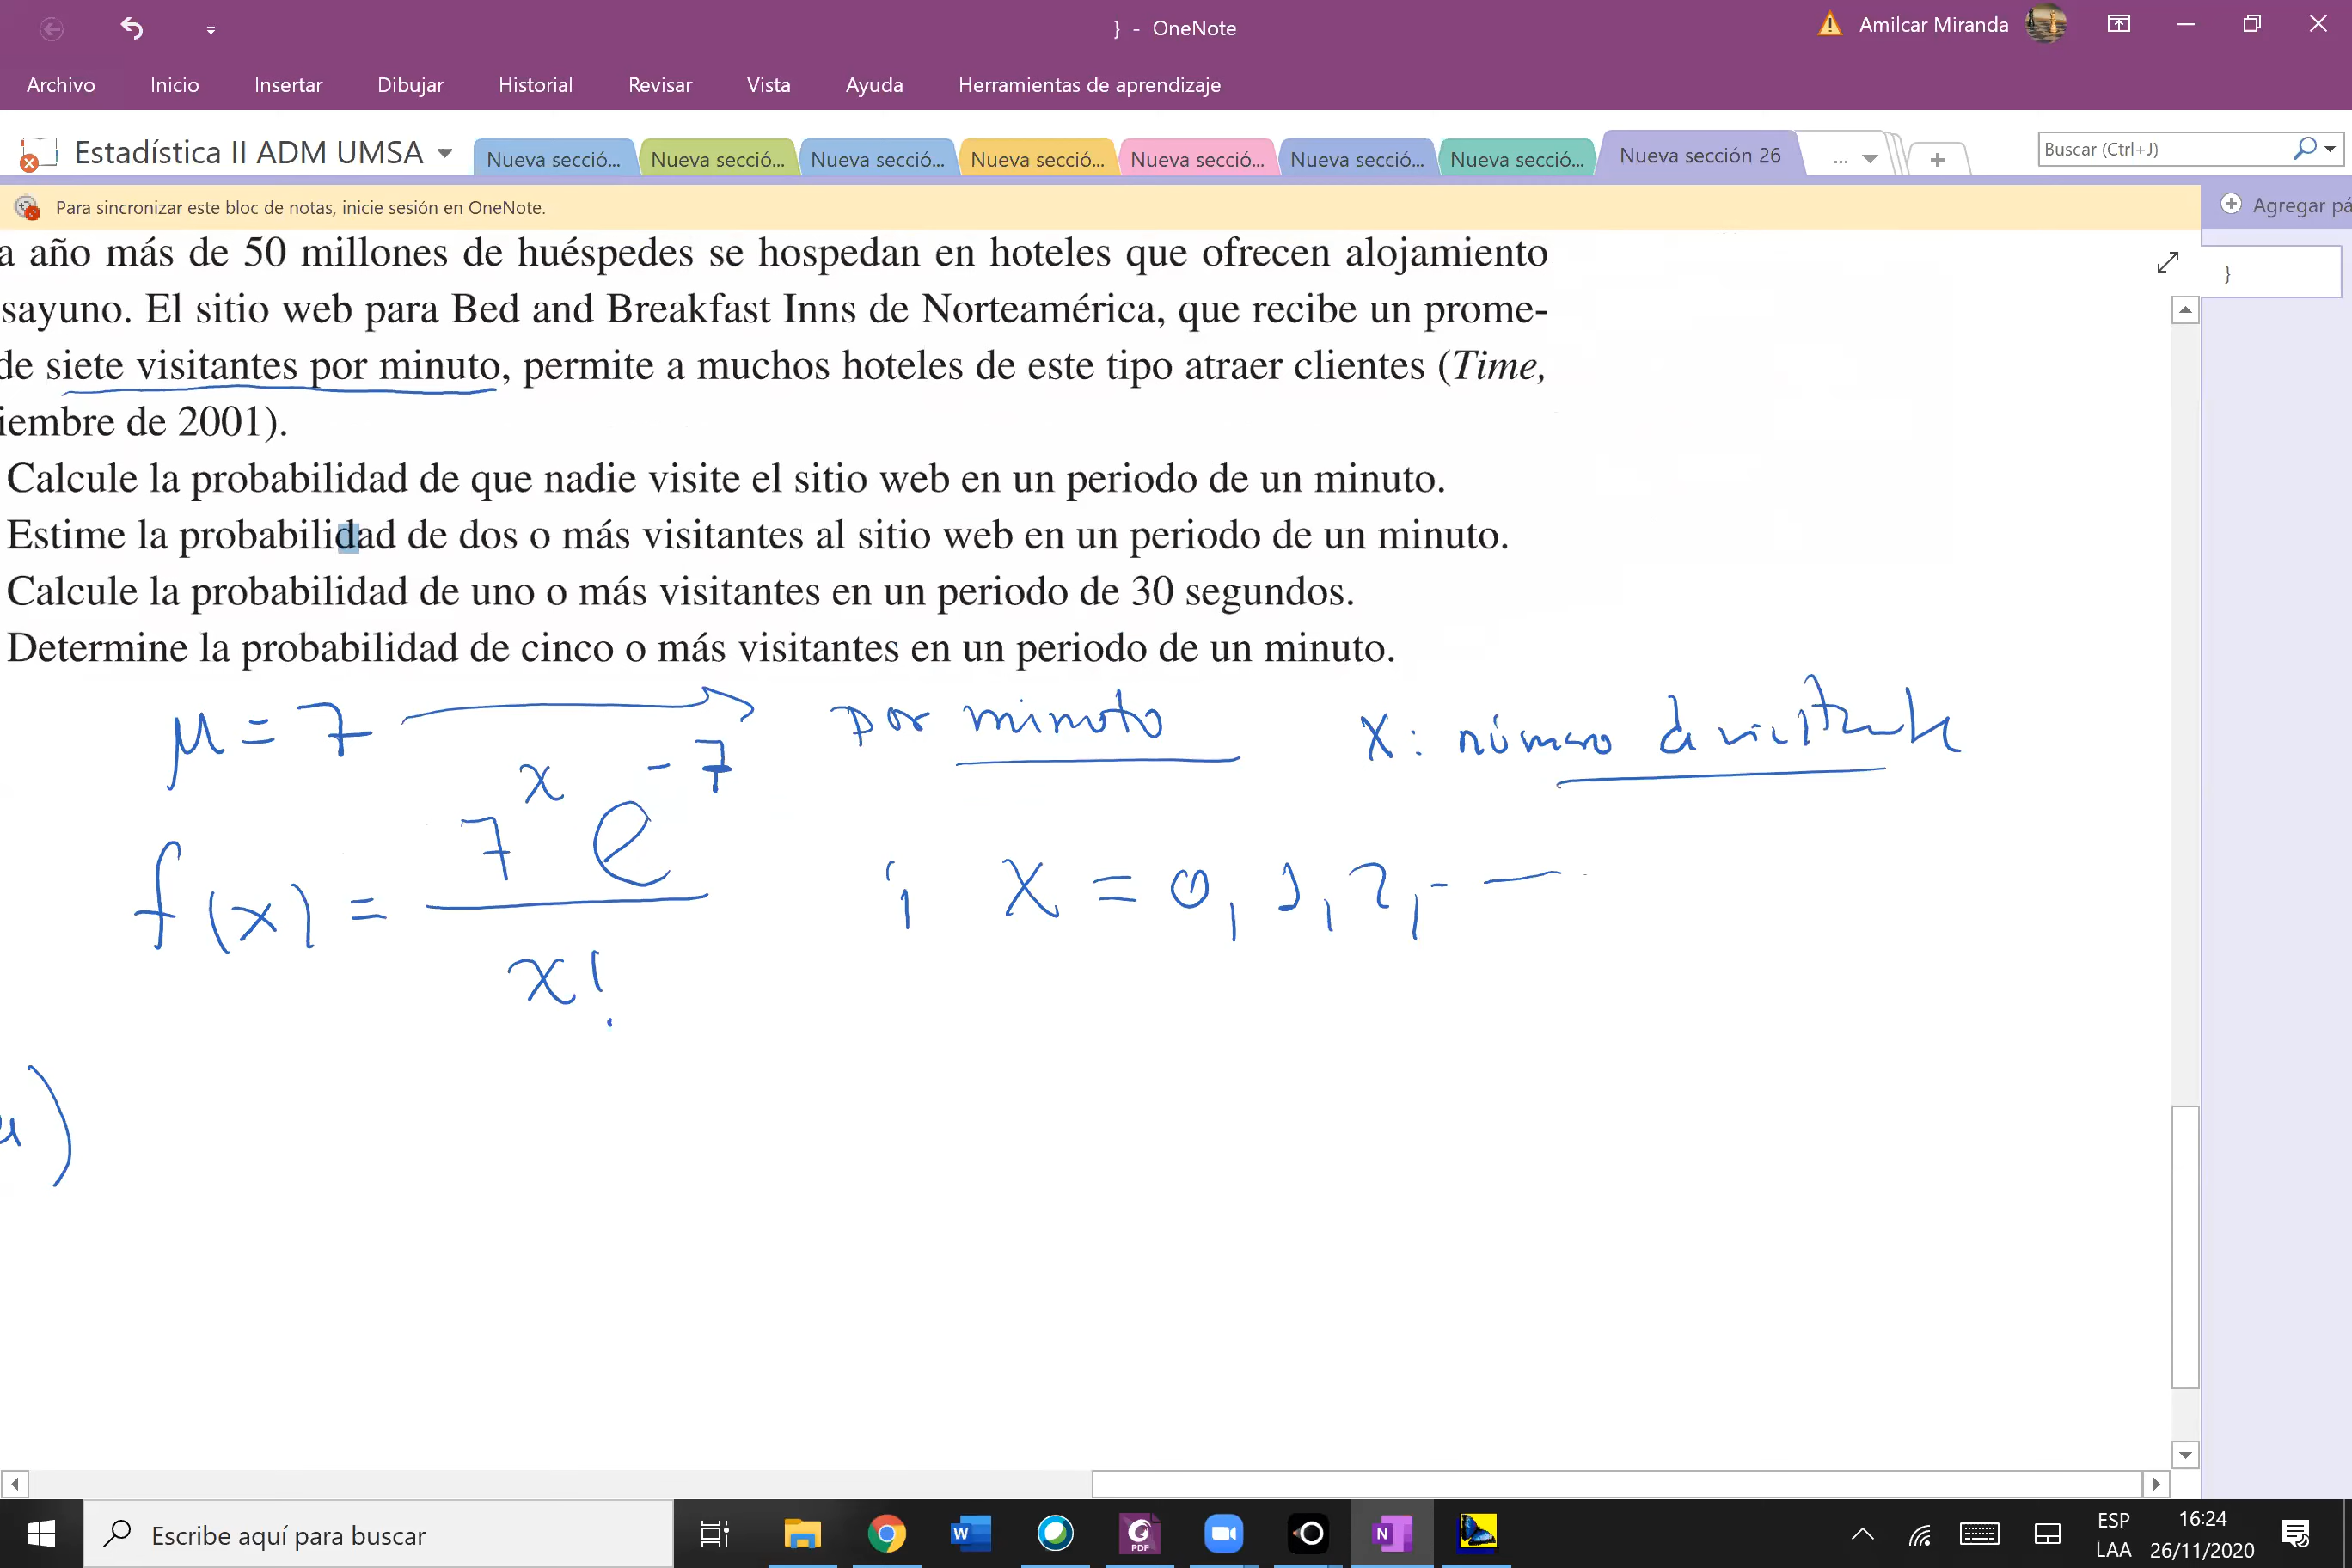 } - OneNote
Amilcar Miranda
Archivo Inicio Insertar Dibujar Historial Revisar Vista Ayuda Herramientas de aprendizaje
Estadística II ADM UMSA
Nueva secció... Nueva secció... Nueva secció... Nueva secció... Nueva secció... Nueva secció... Nueva secció... Nueva sección 26 ... +
Buscar (Ctrl+J)
Para sincronizar este bloc de notas, inicie sesión en OneNote.
Agregar pá
}
a año más de 50 millones de huéspedes se hospedan en hoteles que ofrecen alojamiento
sayuno. El sitio web para Bed and Breakfast Inns de Norteamérica, que recibe un prome-
de siete visitantes por minuto, permite a muchos hoteles de este tipo atraer clientes (Time,
iembre de 2001).
Calcule la probabilidad de que nadie visite el sitio web en un periodo de un minuto.
Estime la probabilidad de dos o más visitantes al sitio web en un periodo de un minuto.
Calcule la probabilidad de uno o más visitantes en un periodo de 30 segundos.
Determine la probabilidad de cinco o más visitantes en un periodo de un minuto.
μ = 7 → por minuto X: número d
f(x) = 7^x e^-7 / x! ; X = 0, 1, 2, - —
)
Escribe aquí para buscar
ESP
LAA
16:24
26/11/2020